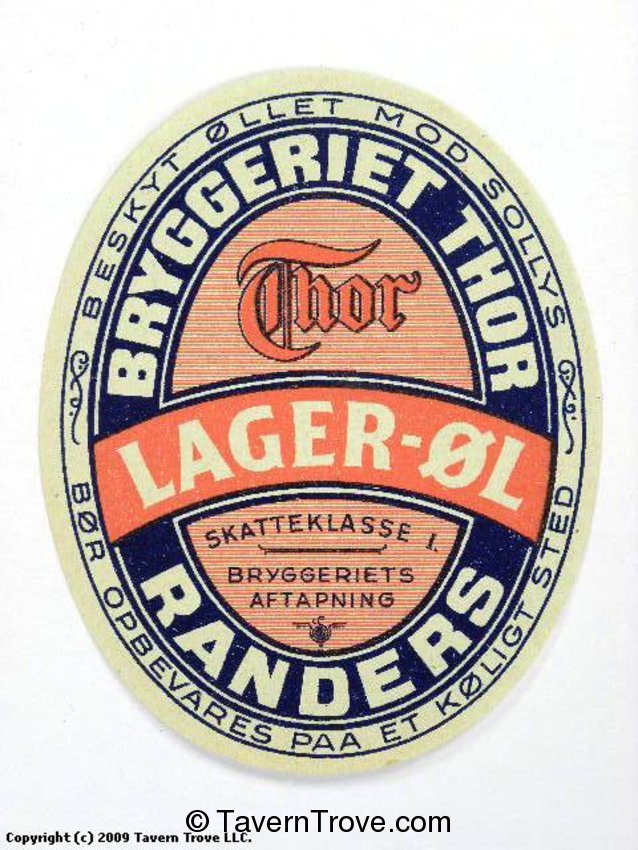 BESKYT ØLLET MOD SOLLYS
BRYGGERIET THOR
Thor
LAGER-ØL
SKATTEKLASSE I.
BRYGGERIETS
AFTAPNING
RANDERS
BØR OPBEVARES PAA ET KØLIGT STED
© TavernTrove.com
Copyright (c) 2009 Tavern Trove LLC.